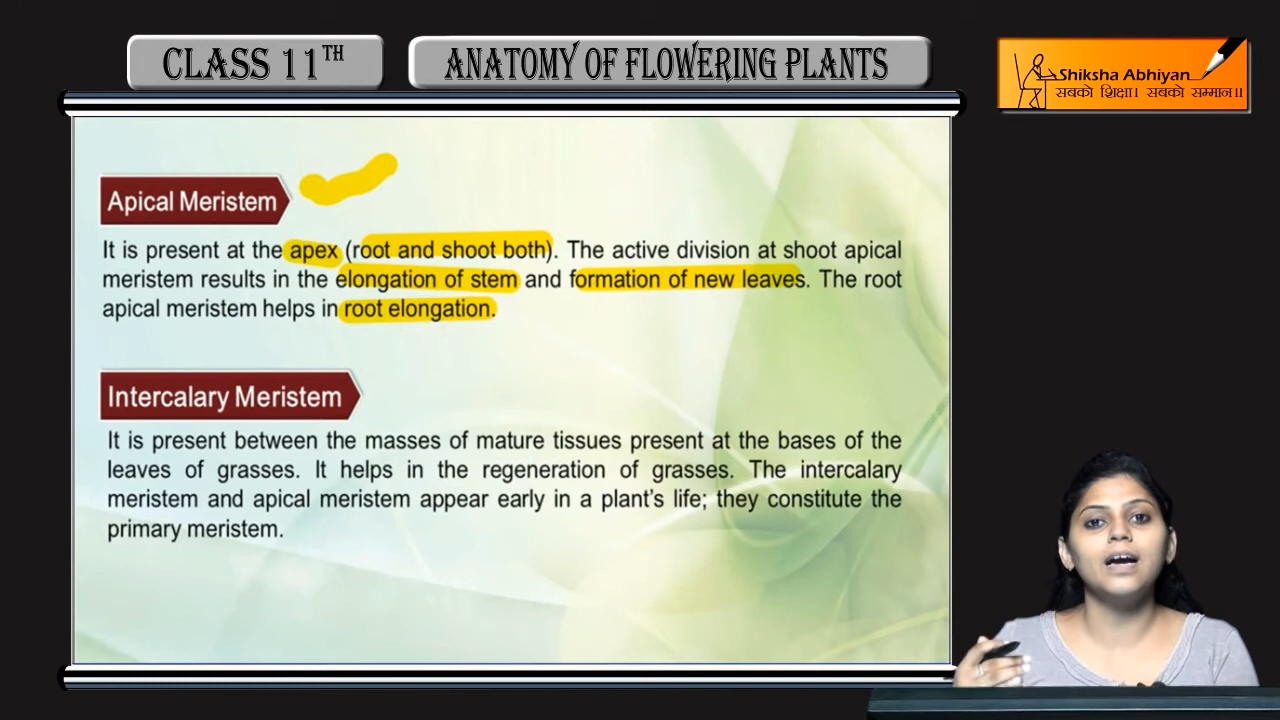 CLASS 11TH
ANATOMY OF FLOWERING PLANTS
Shiksha Abhiyan
सबको शिक्षा। सबको सम्मान।।
Apical Meristem
It is present at the apex (root and shoot both). The active division at shoot apical
meristem results in the elongation of stem and formation of new leaves. The root
apical meristem helps in root elongation.
Intercalary Meristem
It is present between the masses of mature tissues present at the bases of the
leaves of grasses. It helps in the regeneration of grasses. The intercalary
meristem and apical meristem appear early in a plant's life; they constitute the
primary meristem.